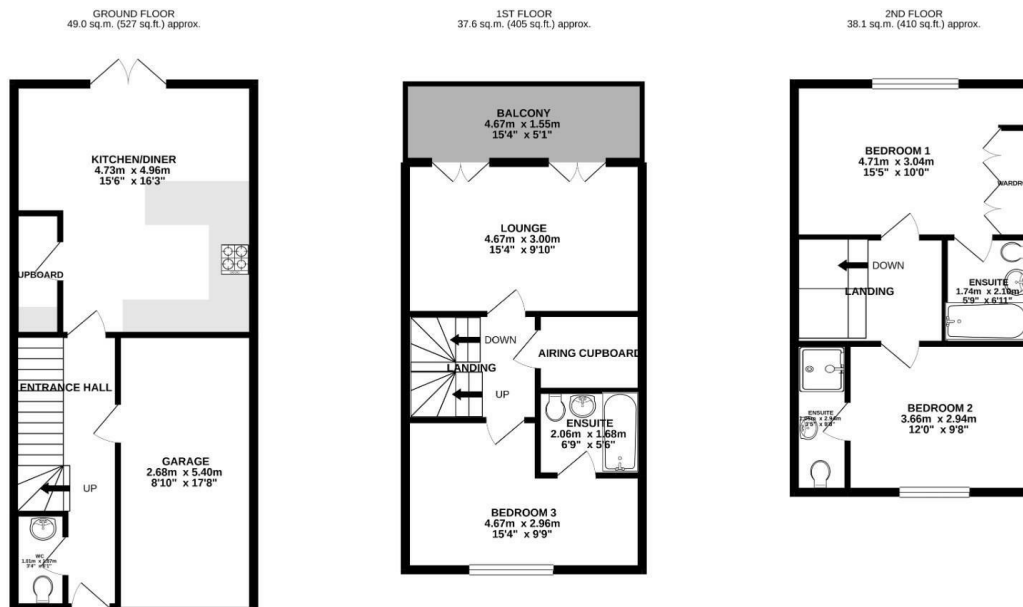 GROUND FLOOR
49.0 sq.m. (527 sq.ft.) approx.
KITCHEN/DINER
4.73m x 4.96m
15'6" x 16'3"
UPBOARD
ENTRANCE HALL
GARAGE
2.68m x 5.40m
8'10" x 17'8"
UP
WC
1ST FLOOR
37.6 sq.m. (405 sq.ft.) approx.
BALCONY
4.67m x 1.55m
15'4" x 5'1"
LOUNGE
4.67m x 3.00m
15'4" x 9'10"
DOWN
LANDING
AIRING CUPBOARD
UP
ENSUITE
2.06m x 1.68m
6'9" x 5'6"
BEDROOM 3
4.67m x 2.96m
15'4" x 9'9"
2ND FLOOR
38.1 sq.m. (410 sq.ft.) approx.
BEDROOM 1
4.71m x 3.04m
15'5" x 10'0"
WARDRO
DOWN
LANDING
ENSUITE
1.74m x 2.10m
5'9" x 6'11"
ENSUITE
BEDROOM 2
3.66m x 2.94m
12'0" x 9'8"